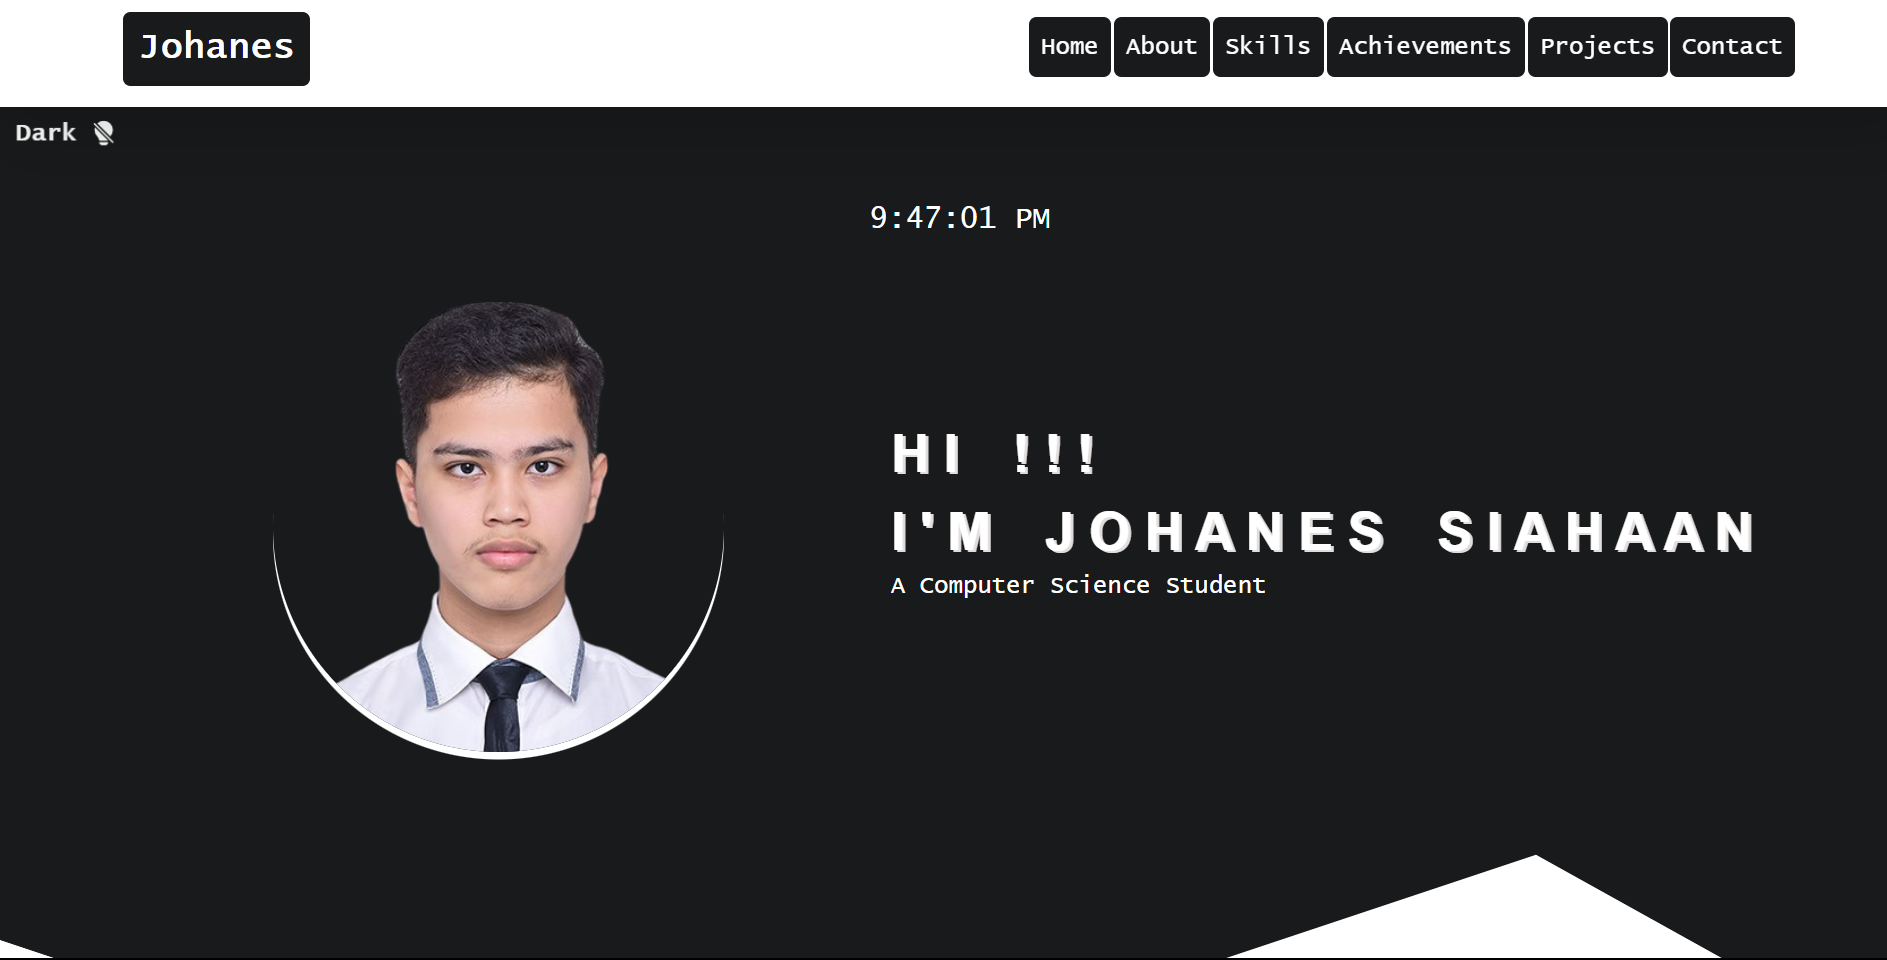 Johanes
Home About Skills Achievements Projects Contact
Dark
9:47:01 PM
HI !!!
I'M JOHANES SIAHAAN
A Computer Science Student